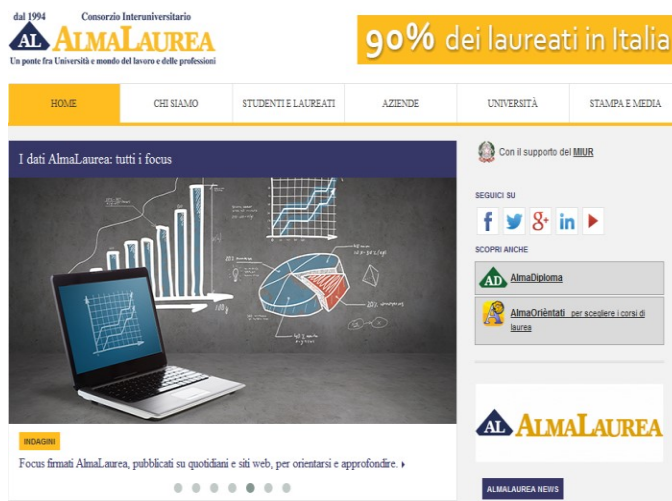 dal 1994 Consorzio Interuniversitario
AL ALMALAUREA
Un ponte fra Università e mondo del lavoro e delle professioni
90% dei laureati in Italia
HOME CHI SIAMO STUDENTI E LAUREATI AZIENDE UNIVERSITÀ STAMPA E MEDIA
I dati AlmaLaurea: tutti i focus
Con il supporto del MIUR
SEGUICI SU
f g+ in
SCOPRI ANCHE
AD AlmaDiploma
AlmaOrièntati per scegliere i corsi di
laurea
20%
AL ALMALAUREA
INDAGINI
Focus firmati AlmaLaurea, pubblicati su quotidiani e siti web, per orientarsi e approfondire.
ALMALAUREA NEWS